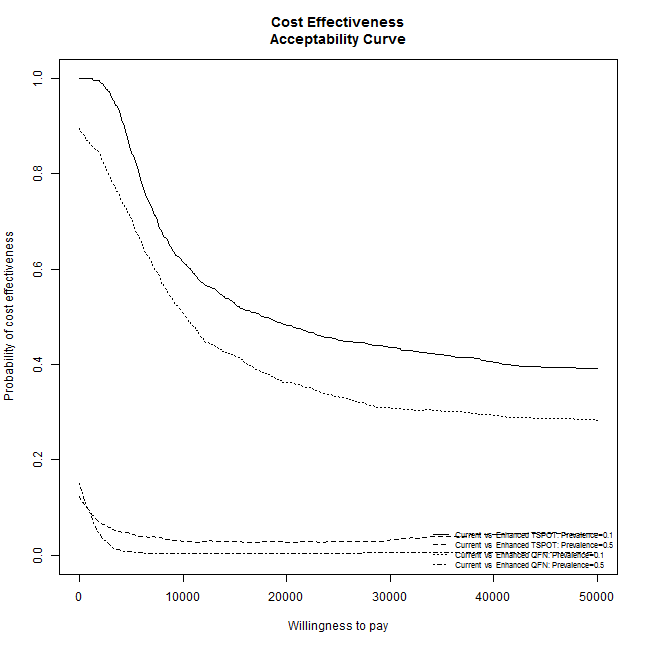 Cost Effectiveness
Acceptability Curve
Probability of cost effectiveness
1.0
0.8
0.6
0.4
0.2
0.0
Current vs Enhanced TSPOT: Prevalence=0.1
Current vs Enhanced TSPOT: Prevalence=0.5
Current vs Enhanced QFN: Prevalence=0.1
Current vs Enhanced QFN: Prevalence=0.5
0 10000 20000 30000 40000 50000
Willingness to pay